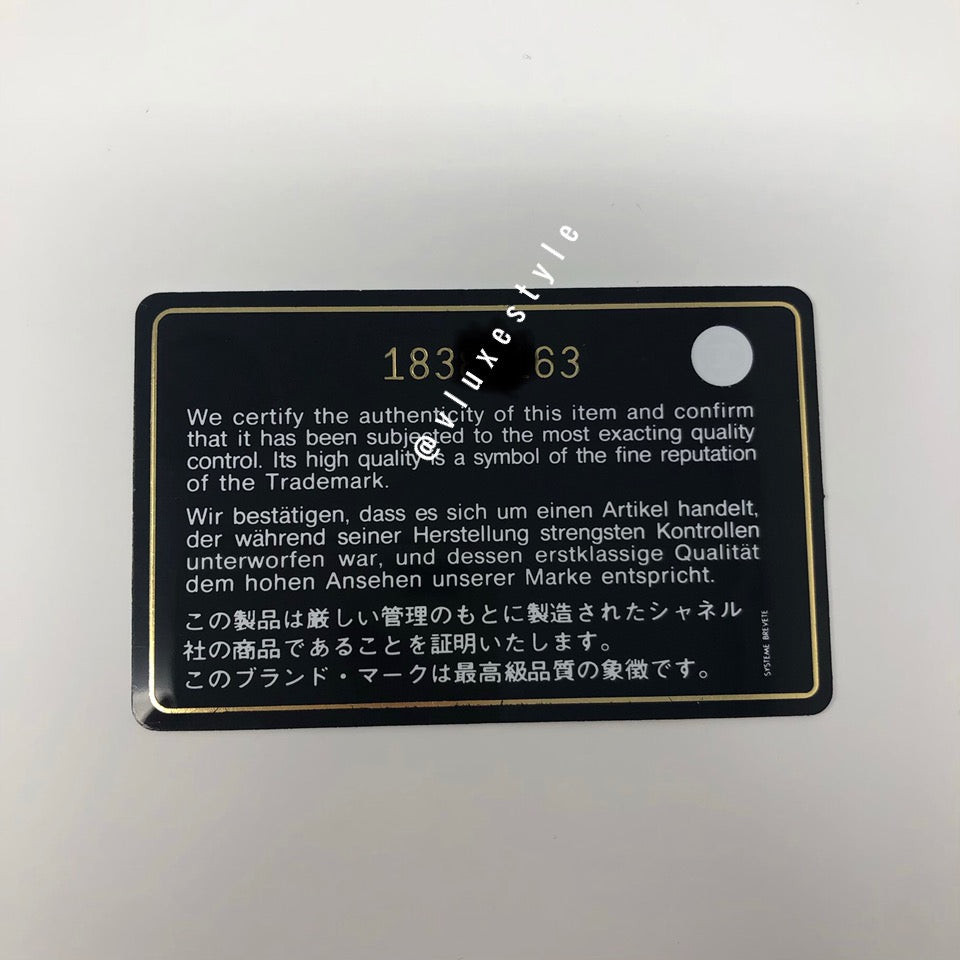 183 63
@vluxestyle
We certify the authenticity of this item and confirm
that it has been subjected to the most exacting quality
control. Its high quality is a symbol of the fine reputation
of the Trademark.
Wir bestätigen, dass es sich um einen Artikel handelt,
der während seiner Herstellung strengsten Kontrollen
unterworfen war, und dessen erstklassige Qualität
dem hohen Ansehen unserer Marke entspricht.
この製品は厳しい管理のもとに製造されたシャネル
社の商品であることを証明いたします。
このブランド・マークは最高級品質の象徴です。
SYSTEME BREVETE